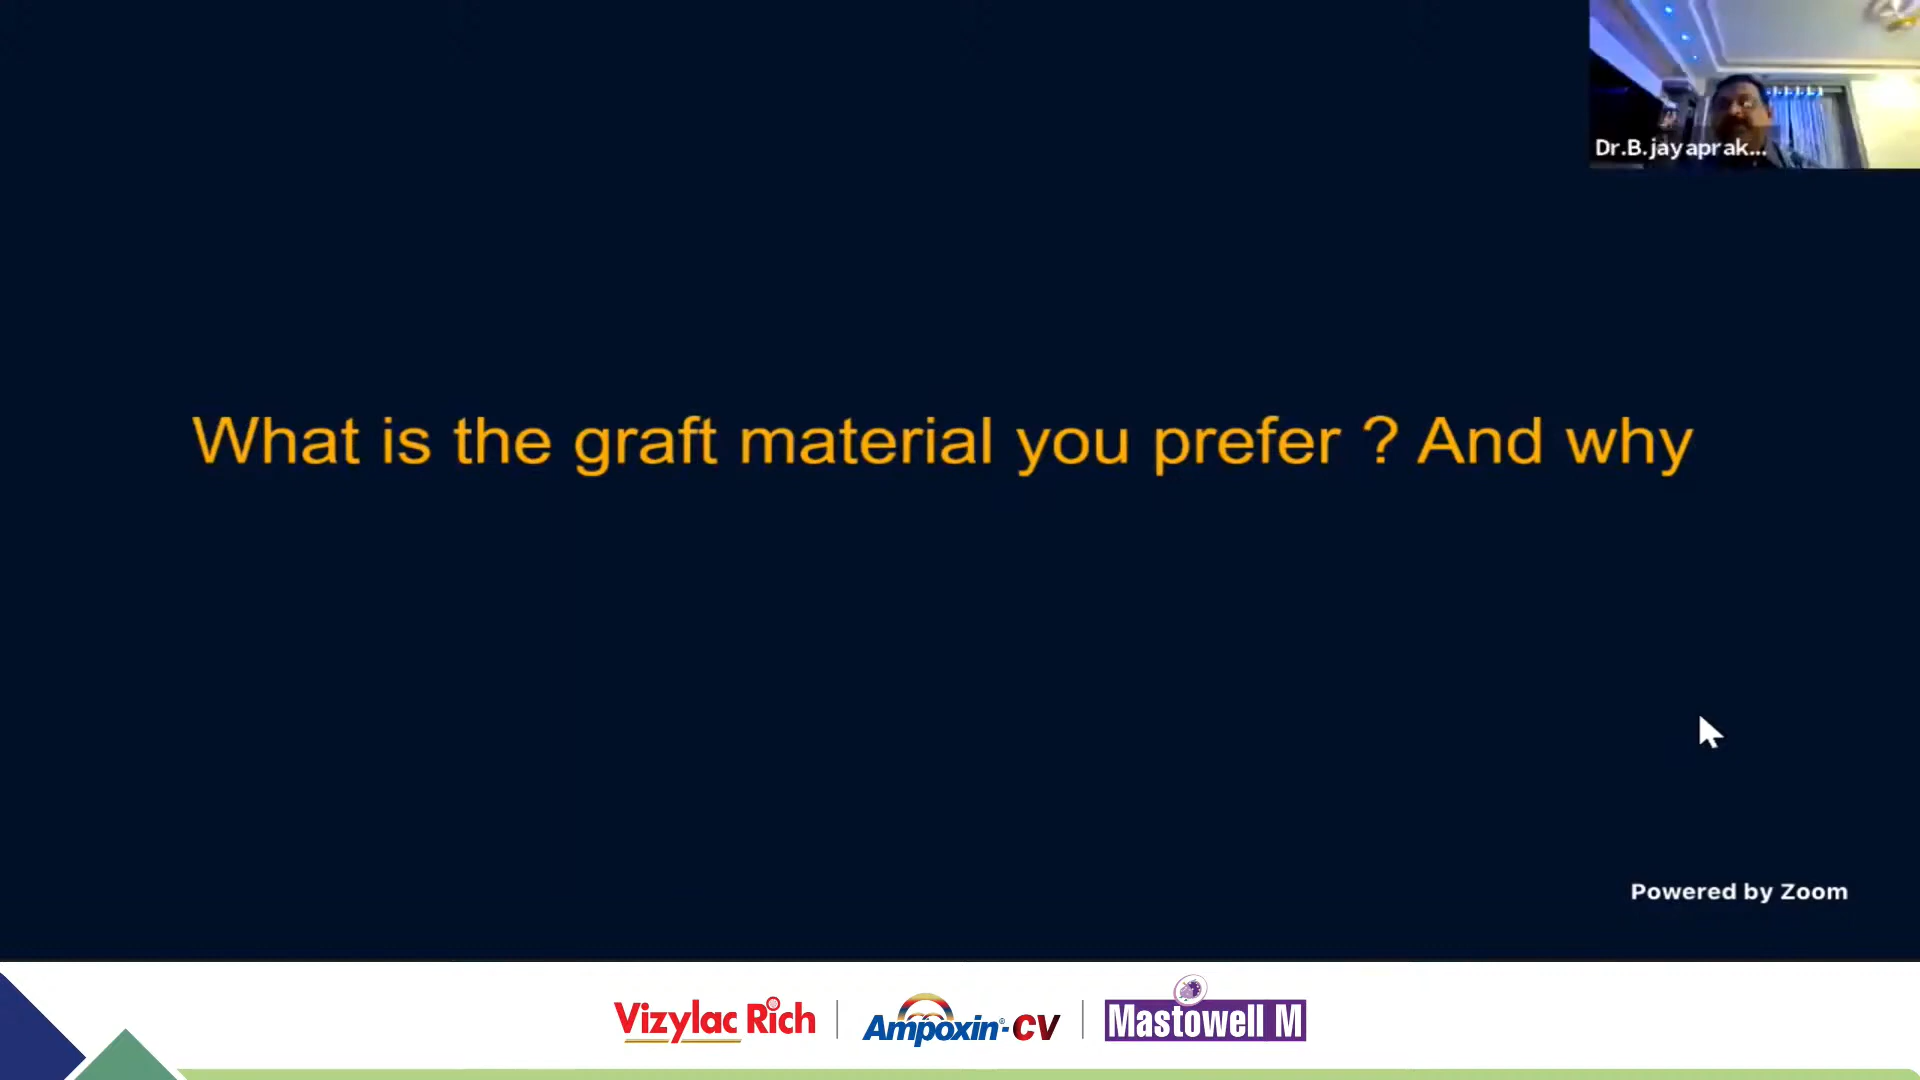 Dr.B.jayaprak...
What is the graft material you prefer ? And why
Powered by Zoom
Vizylac Rich
Ampoxin®-CV
Mastowell M